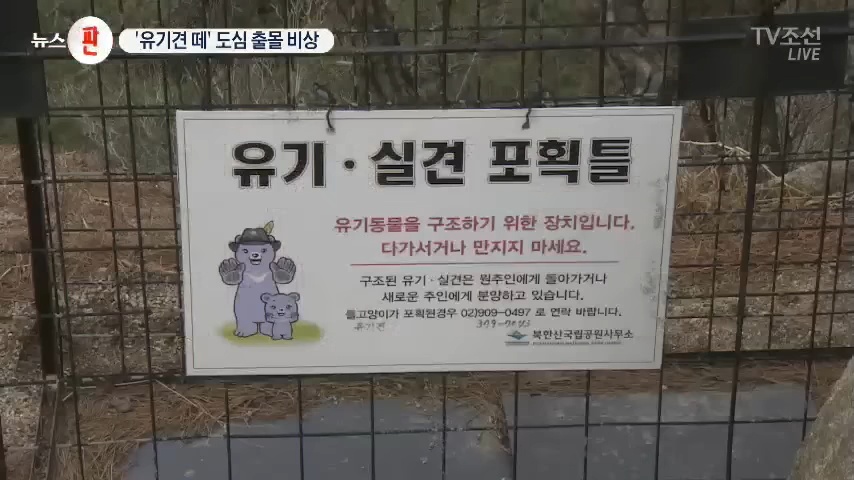 뉴스 판 '유기견 떼' 도심 출몰 비상
TV조선
LIVE
유기·실견 포획틀
유기동물을 구조하기 위한 장치입니다.
다가서거나 만지지 마세요.
구조된 유기·실견은 원주인에게 돌아가거나
새로운 주인에게 분양하고 있습니다.
들고양이가 포획된경우 02)909-0497 로 연락 바랍니다.
유기견
북한산국립공원사무소